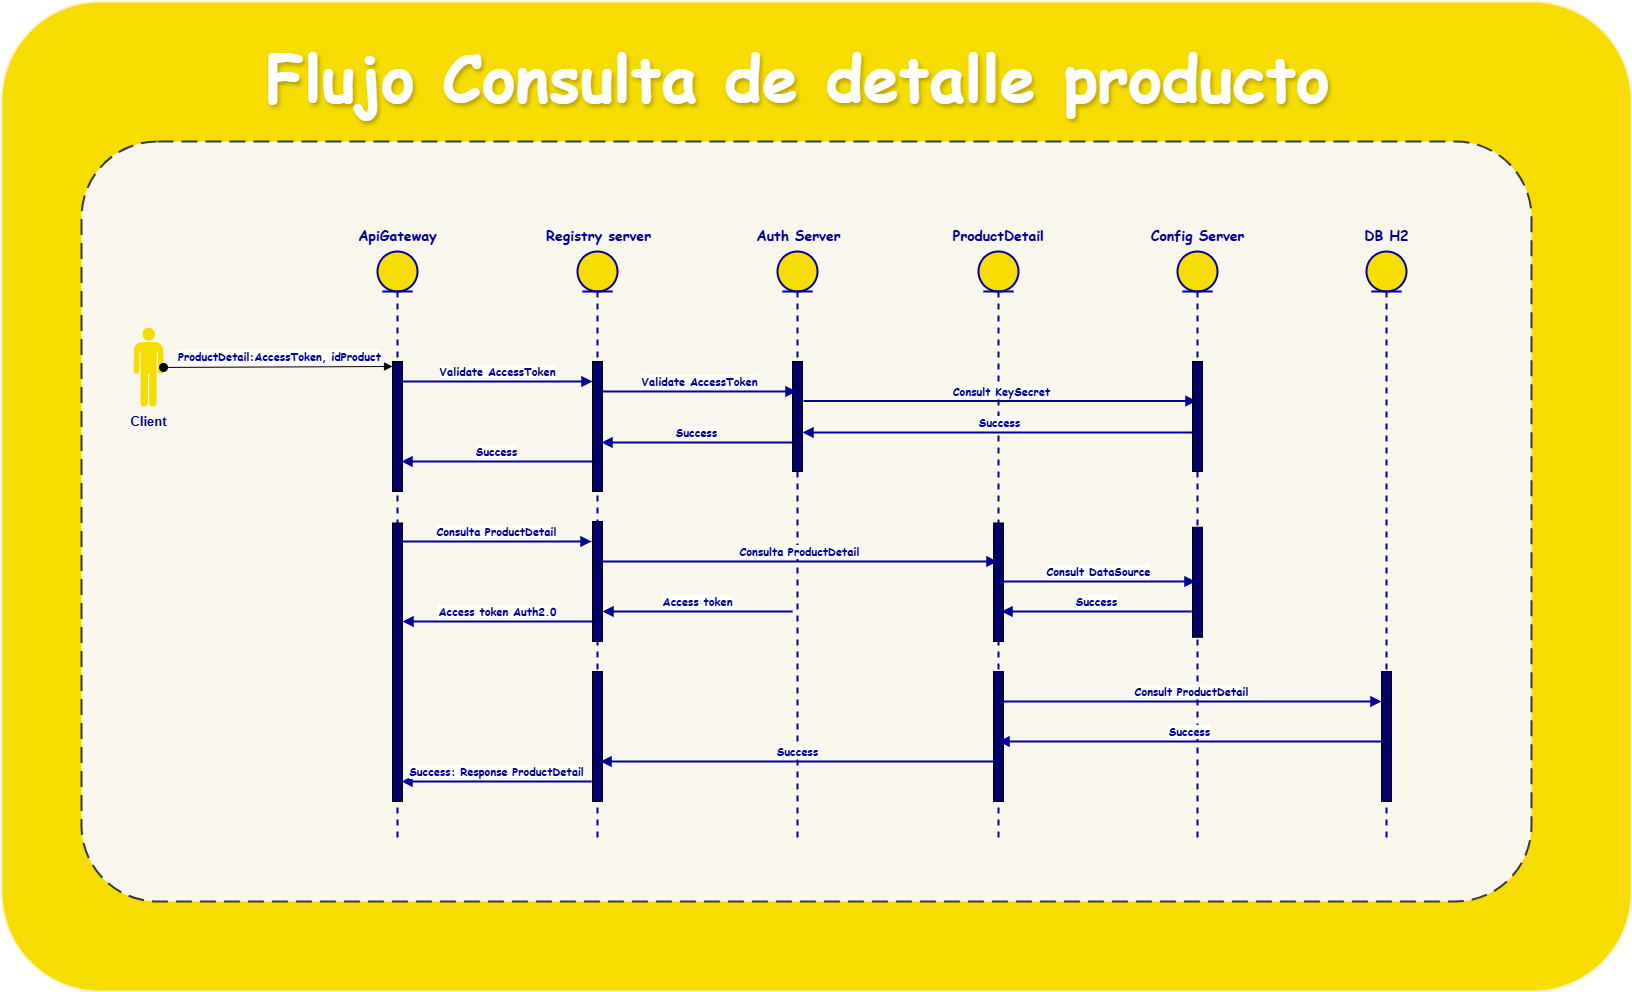 Flujo Consulta de detalle producto
ApiGateway
Registry server
Auth Server
ProductDetail
Config Server
DB H2
ProductDetail:AccessToken, idProduct
Client
Validate AccessToken
Validate AccessToken
Consult KeySecret
Success
Success
Success
Consulta ProductDetail
Consulta ProductDetail
Consult DataSource
Success
Access token
Access token Auth2.0
Consult ProductDetail
Success
Success
Success: Response ProductDetail